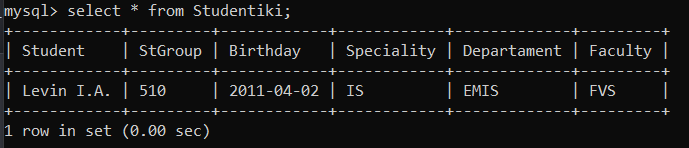 mysql> select * from Studentiki;
+------------+---------+------------+------------+-------------+---------+
| Student    | StGroup | Birthday   | Speciality | Departament | Faculty |
+------------+---------+------------+------------+-------------+---------+
| Levin I.A. | 510     | 2011-04-02 | IS         | EMIS        | FVS     |
+------------+---------+------------+------------+-------------+---------+
1 row in set (0.00 sec)